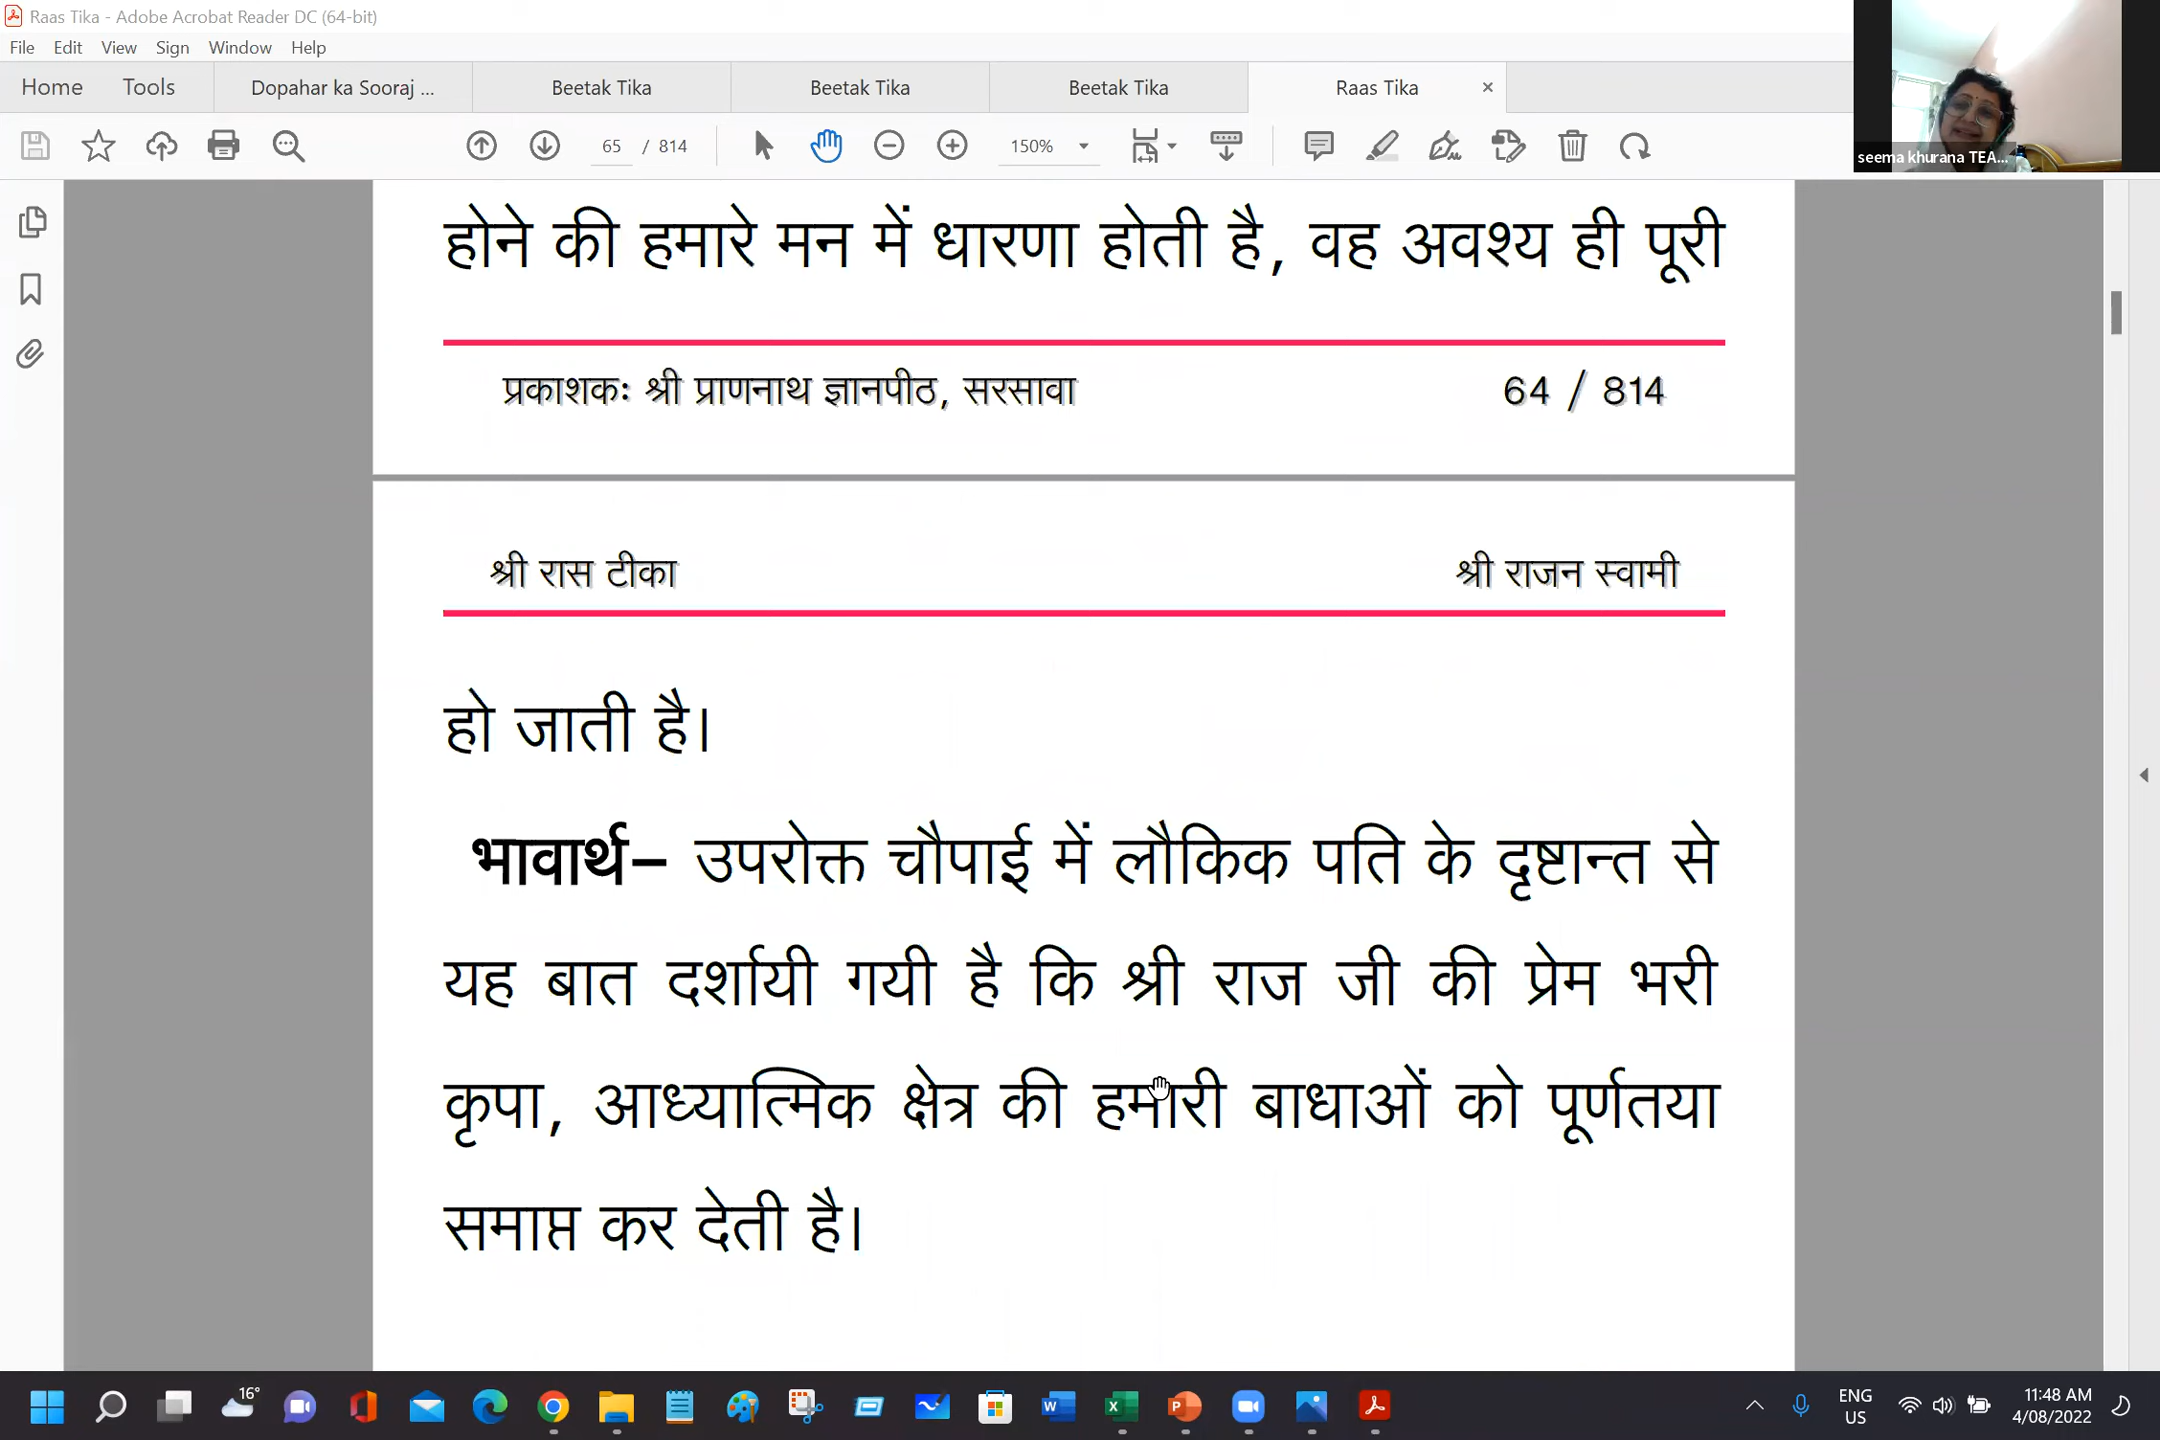 Raas Tika - Adobe Acrobat Reader DC (64-bit)
File Edit View Sign Window Help
Home Tools Dopahar ka Sooraj ... Beetak Tika Beetak Tika Beetak Tika Raas Tika
65 / 814 150%
seema khurana TEA...
होने की हमारे मन में धारणा होती है, वह अवश्य ही पूरी
प्रकाशकः श्री प्राणनाथ ज्ञानपीठ, सरसावा 64 / 814
श्री रास टीका श्री राजन स्वामी
हो जाती है।
भावार्थ– उपरोक्त चौपाई में लौकिक पति के दृष्टान्त से
यह बात दर्शायी गयी है कि श्री राज जी की प्रेम भरी
कृपा, आध्यात्मिक क्षेत्र की हमारी बाधाओं को पूर्णतया
समाप्त कर देती है।
16°
ENG
US
11:48 AM
4/08/2022